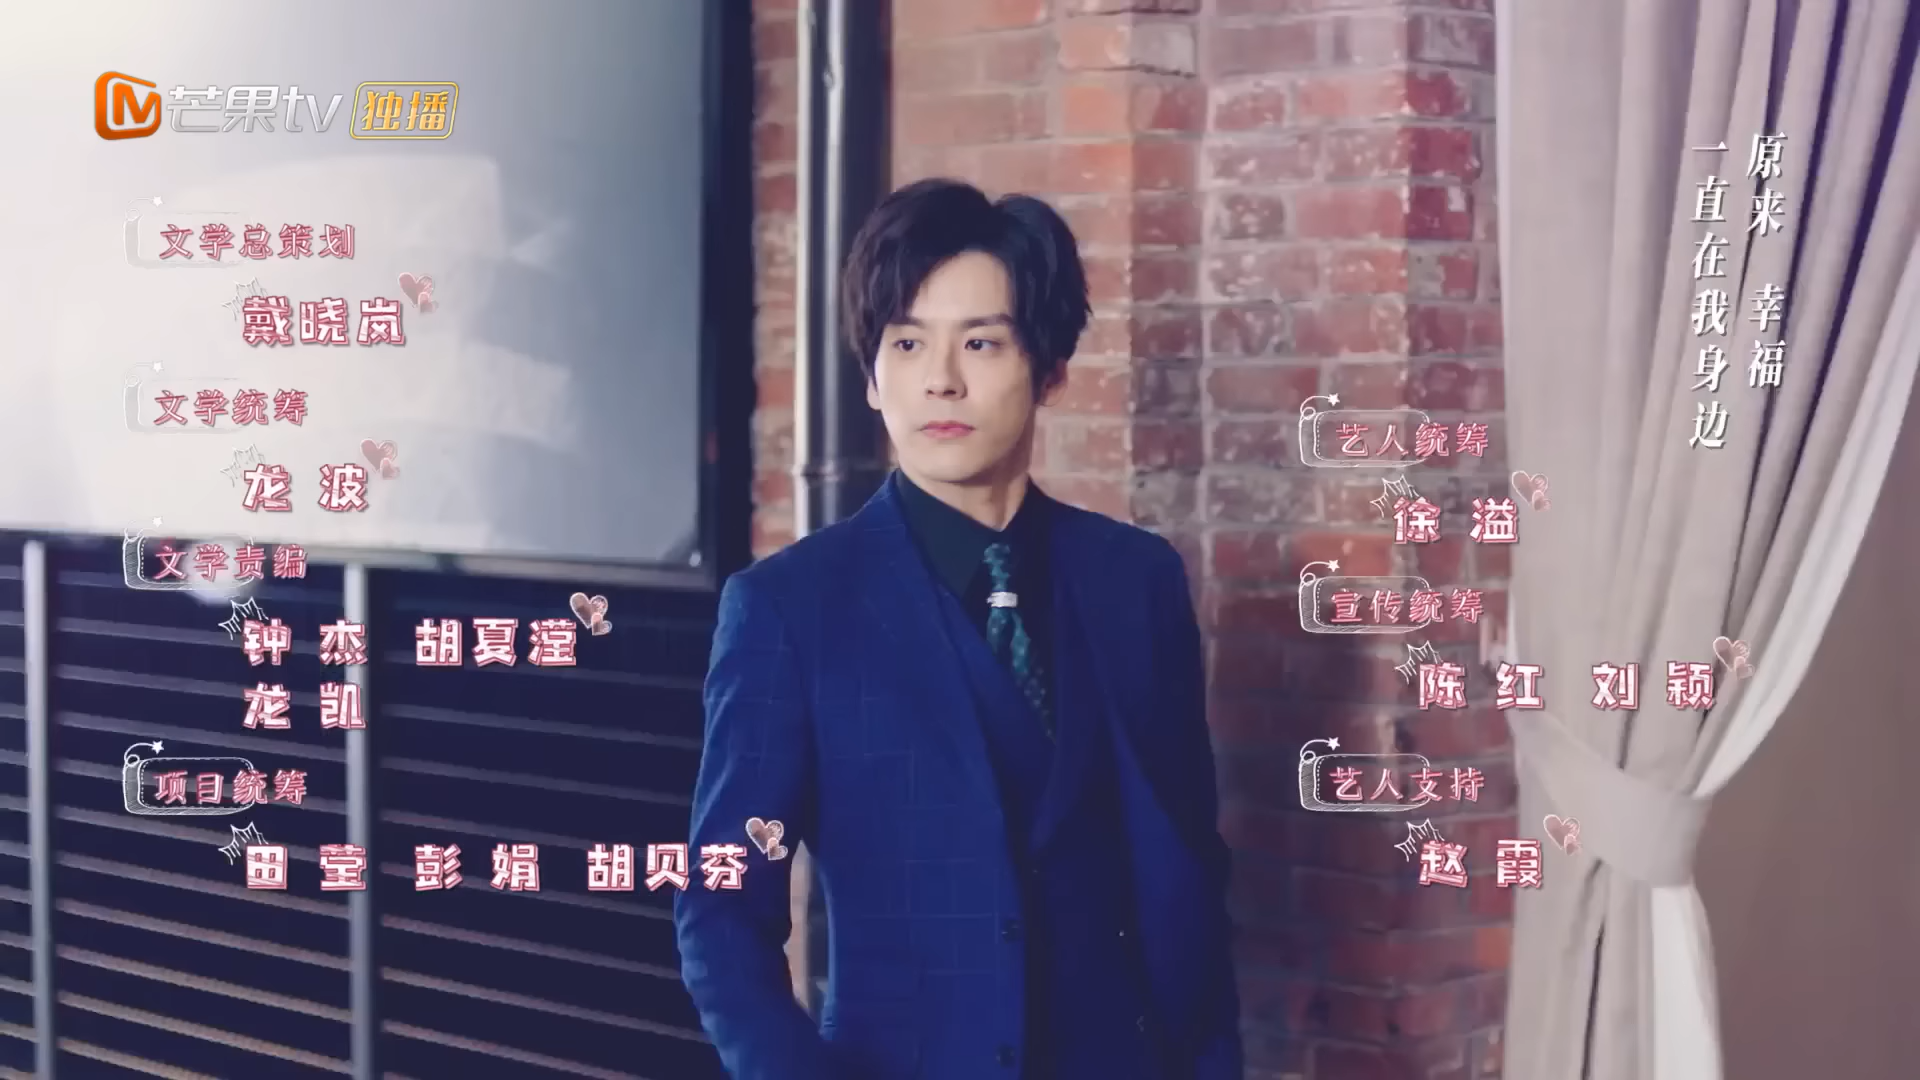 芒果tv 独播
文学总策划
戴晓岚
文学统筹
龙 波
文学责编
钟 杰 胡夏滢
龙 凯
项目统筹
田 莹 彭 娟 胡贝芬
原来 幸福
一直在我身边
艺人统筹
徐 溢
宣传统筹
陈 红 刘 颖
艺人支持
赵 霞